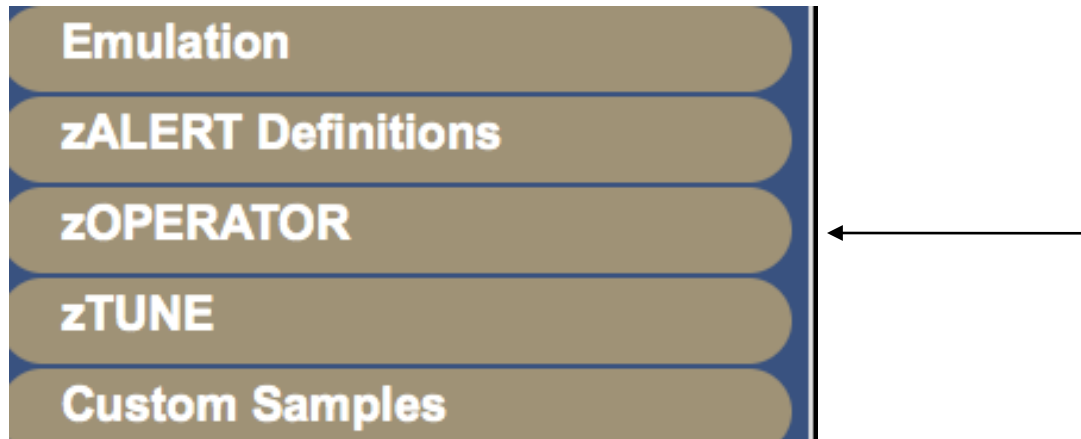 Emulation
zALERT Definitions
zOPERATOR
zTUNE
Custom Samples